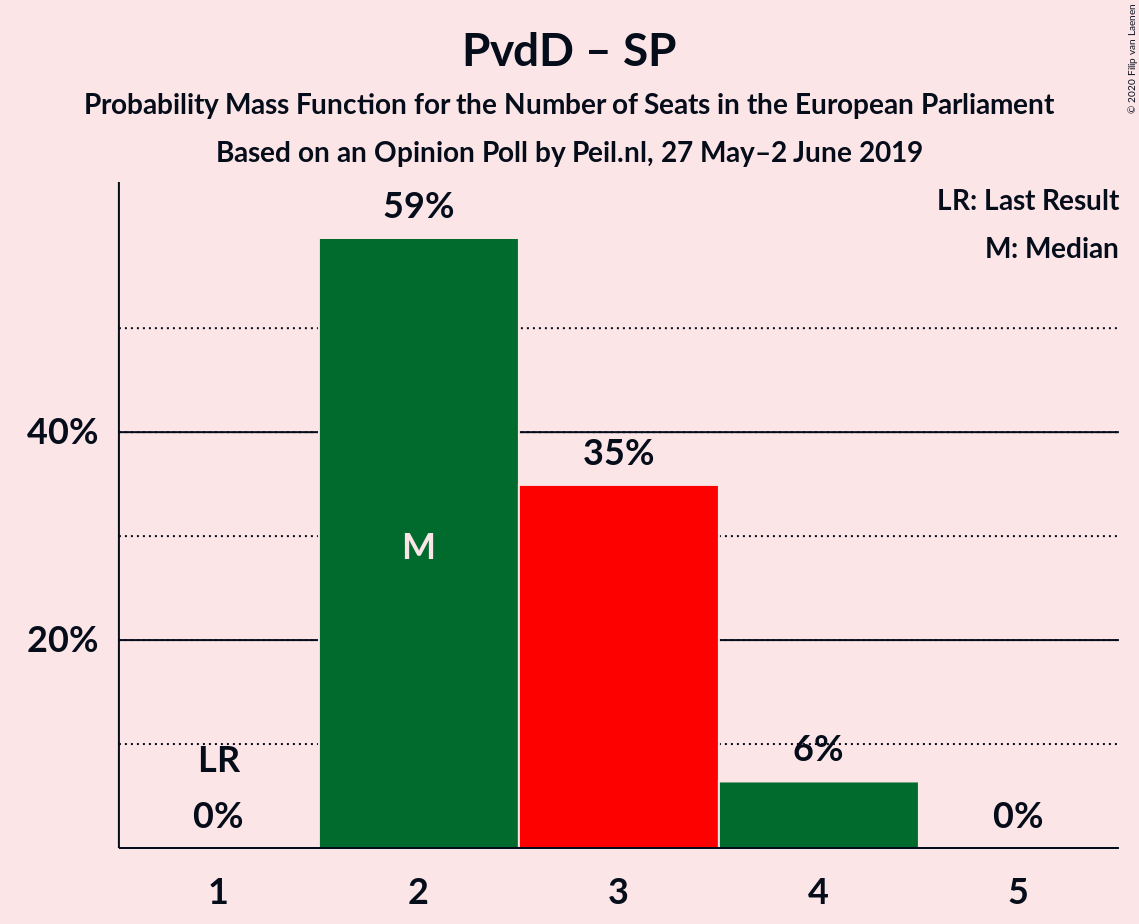 PvdD – SP
Probability Mass Function for the Number of Seats in the European Parliament
Based on an Opinion Poll by Peil.nl, 27 May–2 June 2019
© 2020 Filip van Laenen
LR: Last Result
M: Median
59%
40%
35%
M
20%
LR
6%
0%
0%
1
2
3
4
5